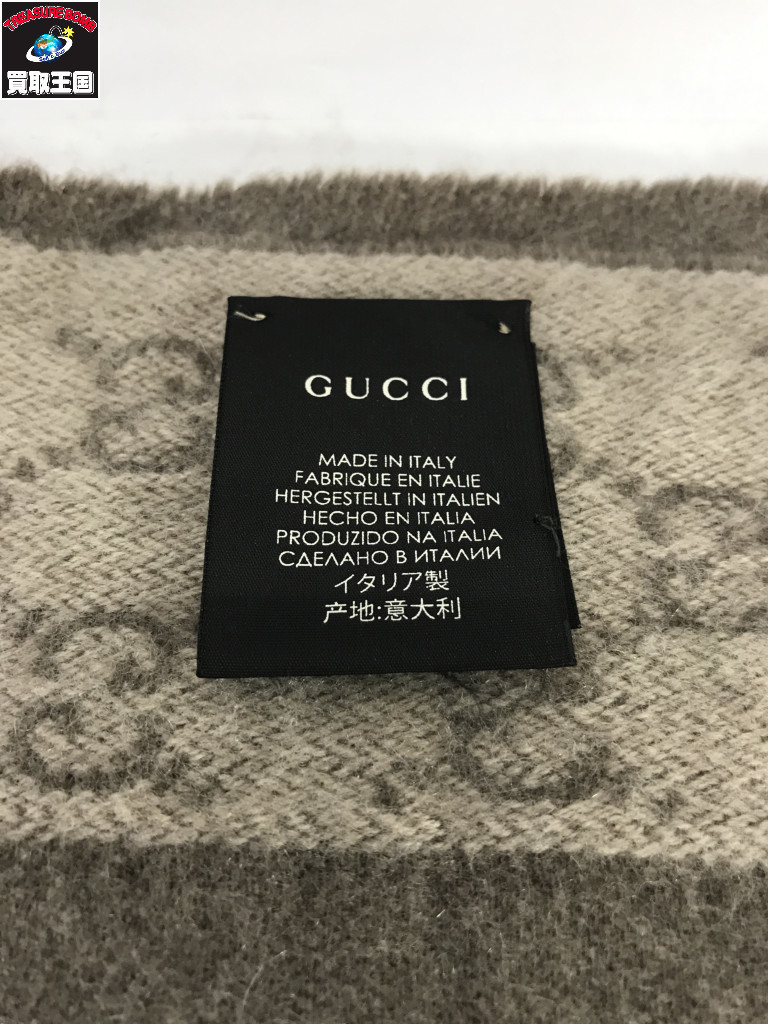 TREASURE BOMB
買取王国
GUCCI
MADE IN ITALY
FABRIQUE EN ITALIE
HERGESTELLT IN ITALIEN
HECHO EN ITALIA
PRODUZIDO NA ITALIA
СДЕЛАНО В ИТАЛИИ
イタリア製
产地:意大利